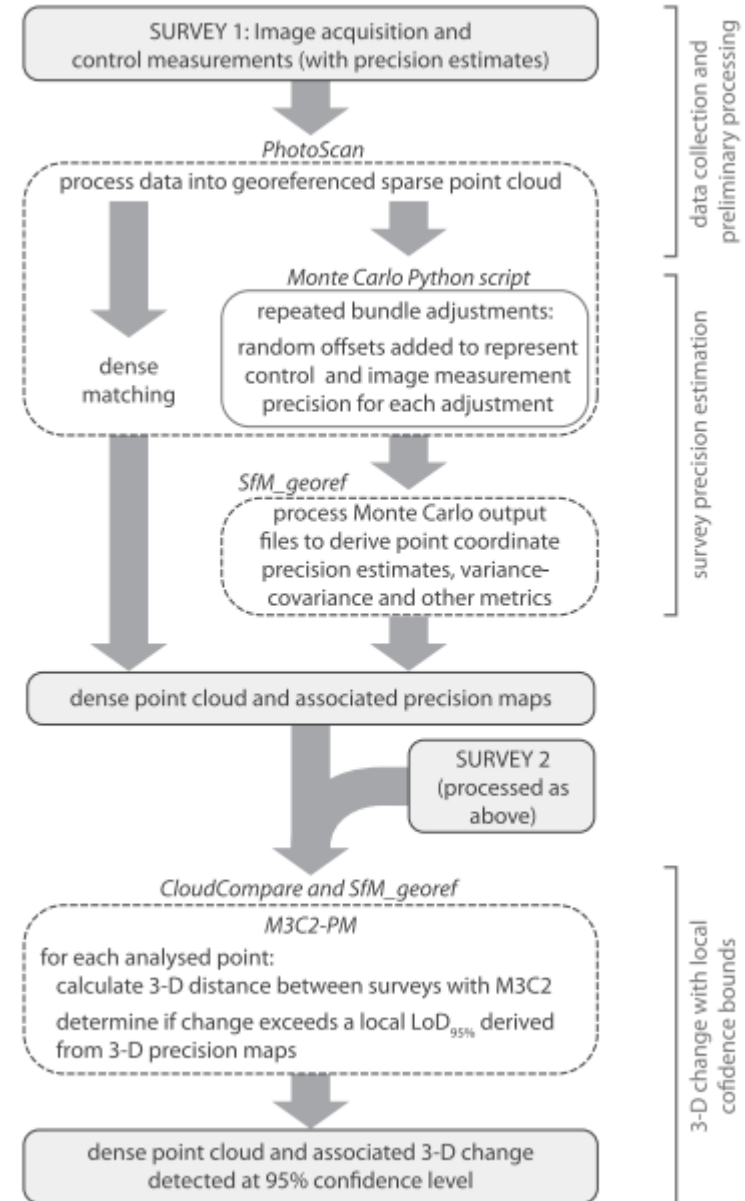 SURVEY 1: Image acquisition and
control measurements (with precision estimates)
PhotoScan
process data into georeferenced sparse point cloud
Monte Carlo Python script
repeated bundle adjustments:
random offsets added to represent
control and image measurement
precision for each adjustment
dense
matching
SfM_georef
process Monte Carlo output
files to derive point coordinate
precision estimates, variance-
covariance and other metrics
dense point cloud and associated precision maps
SURVEY 2
(processed as
above)
CloudCompare and SfM_georef
M3C2-PM
for each analysed point:
calculate 3-D distance between surveys with M3C2
determine if change exceeds a local LoD95% derived
from 3-D precision maps
dense point cloud and associated 3-D change
detected at 95% confidence level
data collection and
preliminary processing
survey precision estimation
3-D change with local
cofidence bounds